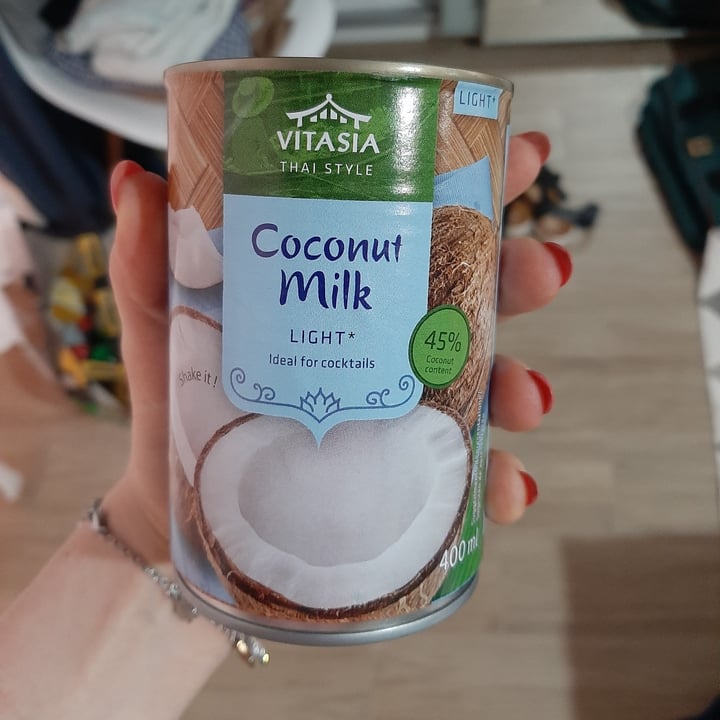 LIGHT*
VITASIA
THAI STYLE
Coconut
Milk
LIGHT*
Ideal for cocktails
45%
Coconut
content
Shake it!
400 ml